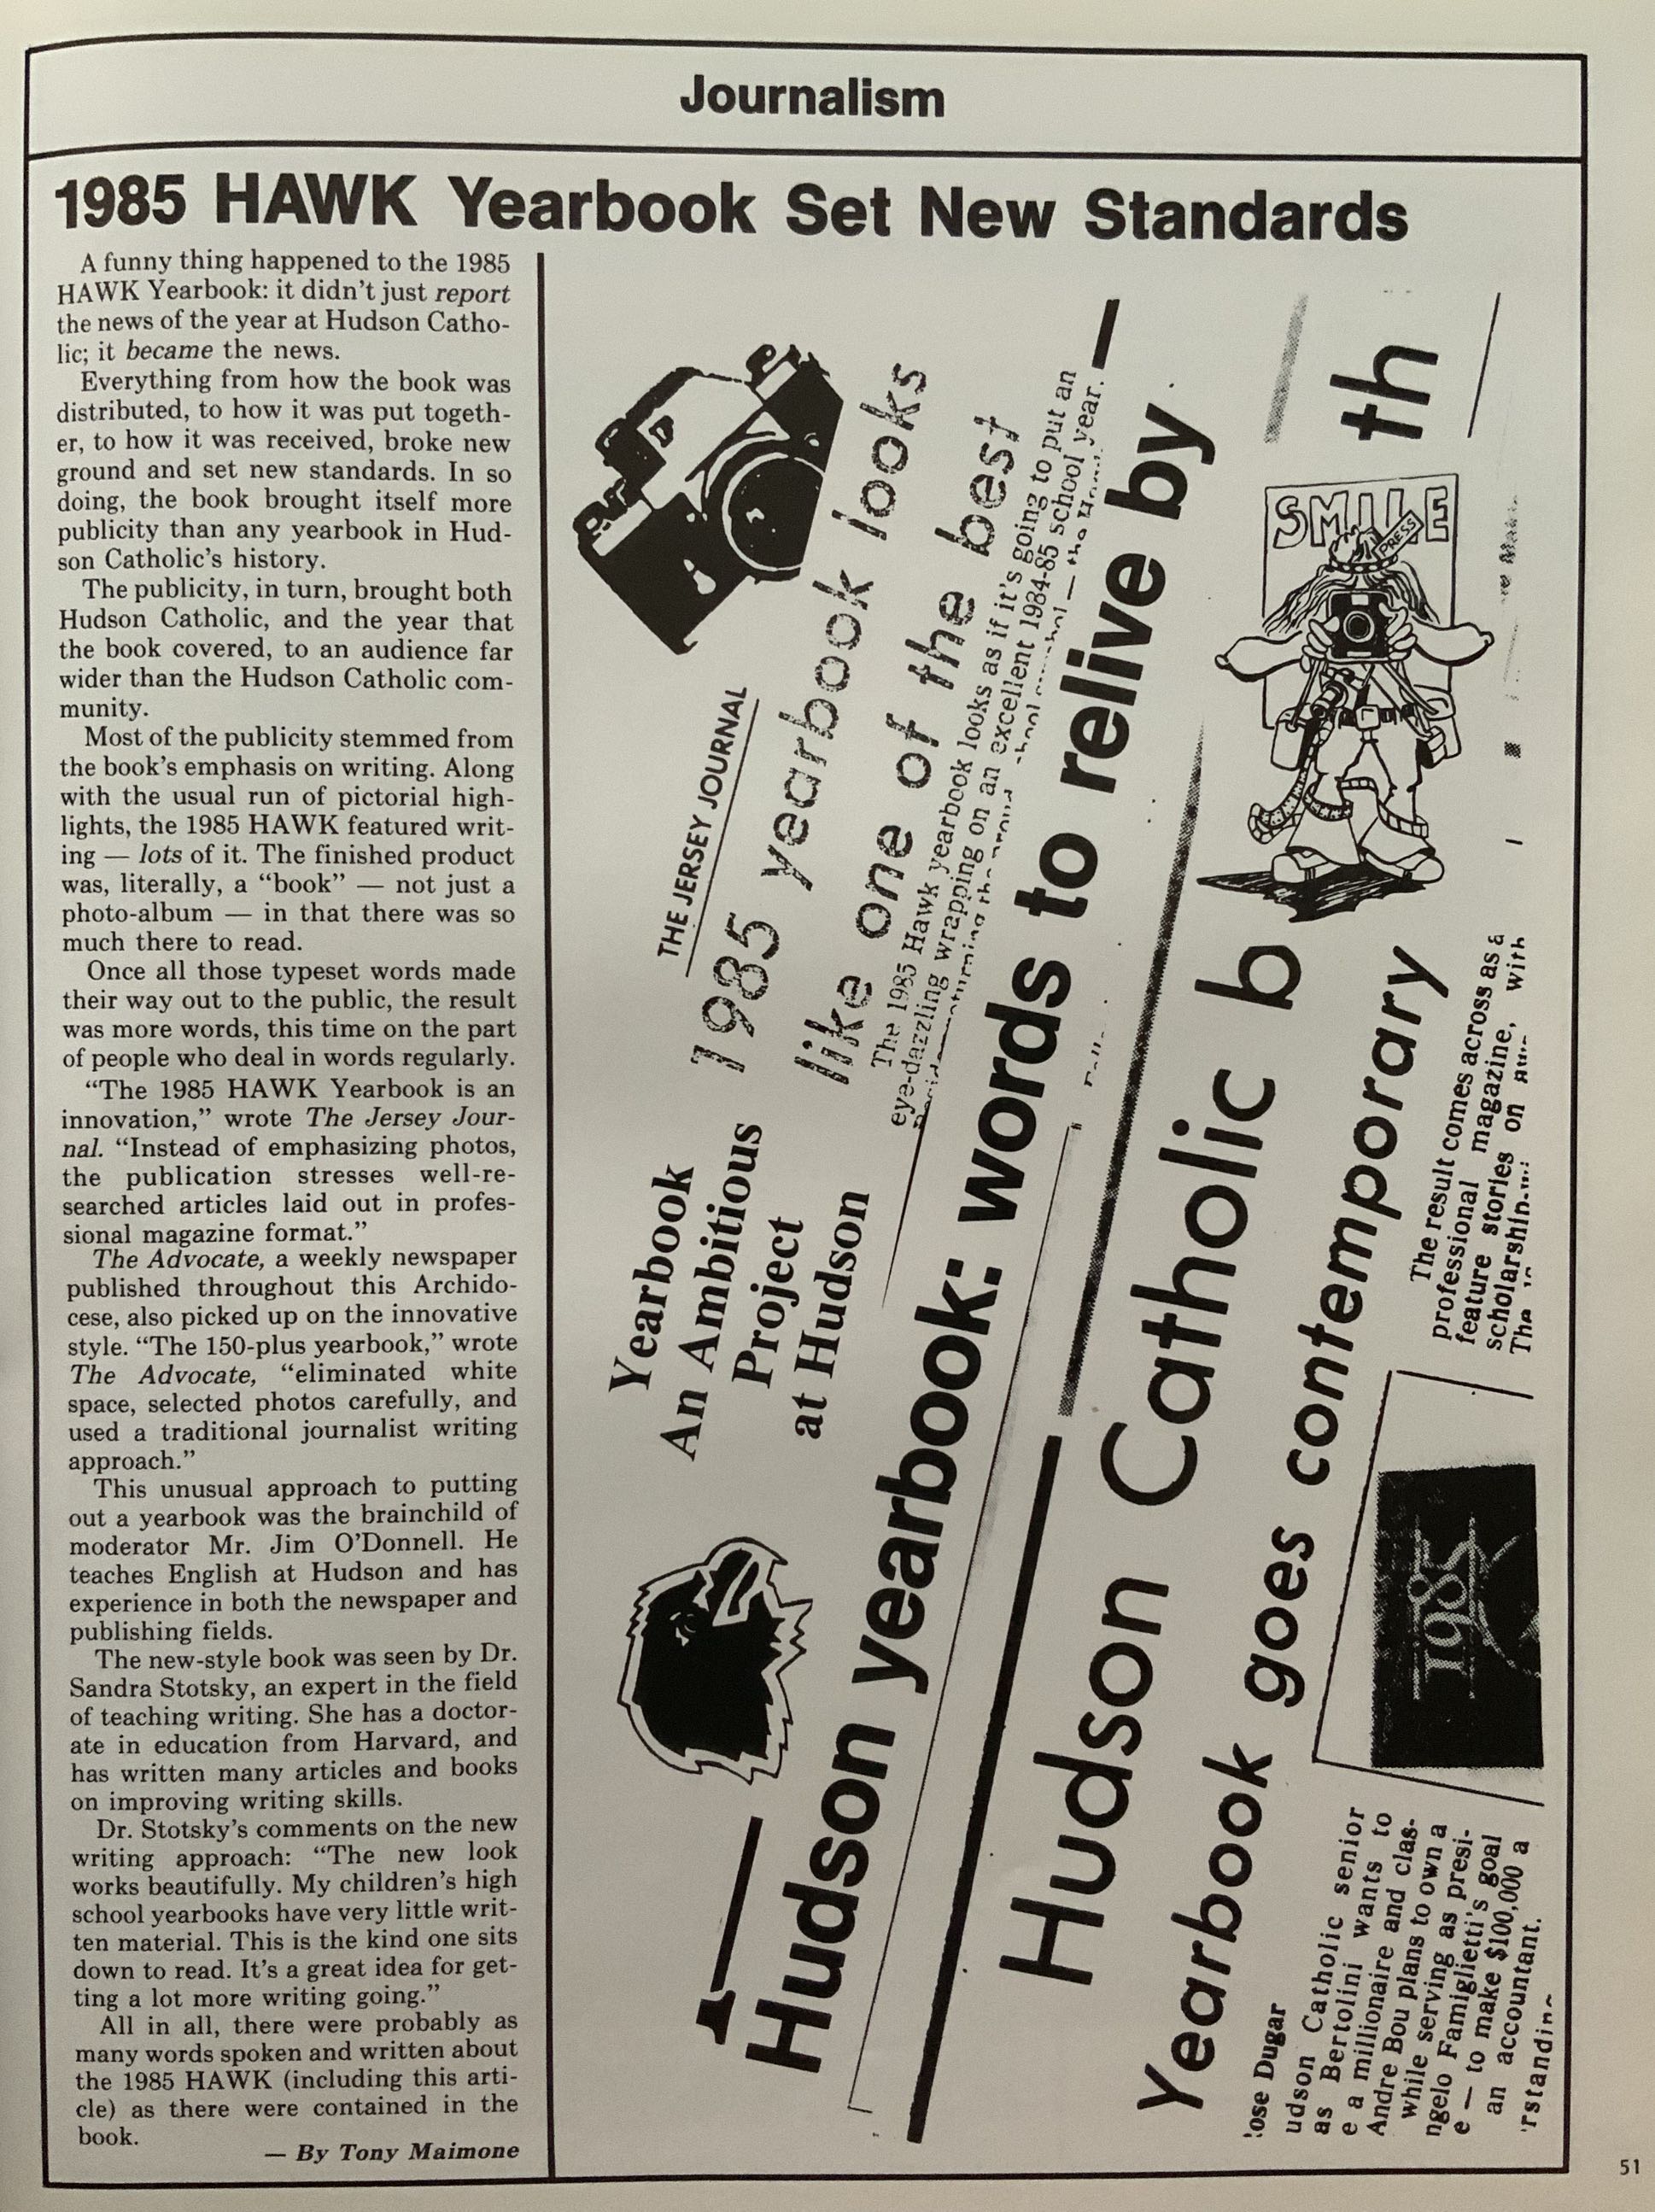 Journalism
1985 HAWK Yearbook Set New Standards
A funny thing happened to the 1985
HAWK Yearbook: it didn't just report
the news of the year at Hudson Catho-
lic; it became the news.
Everything from how the book was
distributed, to how it was put togeth-
er, to how it was received, broke new
ground and set new standards. In so
doing, the book brought itself more
publicity than any yearbook in Hud-
son Catholic's history.
The publicity, in turn, brought both
Hudson Catholic, and the year that
the book covered, to an audience far
wider than the Hudson Catholic com-
munity.
Most of the publicity stemmed from
the book's emphasis on writing. Along
with the usual run of pictorial high-
lights, the 1985 HAWK featured writ-
ing — lots of it. The finished product
was, literally, a “book” — not just a
photo-album — in that there was so
much there to read.
Once all those typeset words made
their way out to the public, the result
was more words, this time on the part
of people who deal in words regularly.
“The 1985 HAWK Yearbook is an
innovation,” wrote The Jersey Jour-
nal. “Instead of emphasizing photos,
the publication stresses well-re-
searched articles laid out in profes-
sional magazine format.”
The Advocate, a weekly newspaper
published throughout this Archido-
cese, also picked up on the innovative
style. “The 150-plus yearbook,” wrote
The Advocate, “eliminated white
space, selected photos carefully, and
used a traditional journalist writing
approach.”
This unusual approach to putting
out a yearbook was the brainchild of
moderator Mr. Jim O'Donnell. He
teaches English at Hudson and has
experience in both the newspaper and
publishing fields.
The new-style book was seen by Dr.
Sandra Stotsky, an expert in the field
of teaching writing. She has a doctor-
ate in education from Harvard, and
has written many articles and books
on improving writing skills.
Dr. Stotsky's comments on the new
writing approach: “The new look
works beautifully. My children's high
school yearbooks have very little writ-
ten material. This is the kind one sits
down to read. It's a great idea for get-
ting a lot more writing going.”
All in all, there were probably as
many words spoken and written about
the 1985 HAWK (including this arti-
cle) as there were contained in the
book.
— By Tony Maimone
THE JERSEY JOURNAL
1985 yearbook looks
like one of the best
The 1985 Hawk yearbook looks as if it's going to put an
eye-dazzling wrapping on an excellent 1984-85 school year.
Yearbook
An Ambitious
Project
at Hudson
Hudson yearbook: words to relive by
Hudson Catholic b
th
Yearbook goes contemporary
SMILE
PRESS
The result comes across as a
professional magazine, with
feature stories on
scholarship
The
1985
ose Dugar
udson Catholic senior
as Bertolini wants to
e a millionaire and clas-
Andre Bou plans to own a
while serving as presi-
ngelo Famiglietti's goal
e — to make $100,000 a
an accountant.
rstanding
51